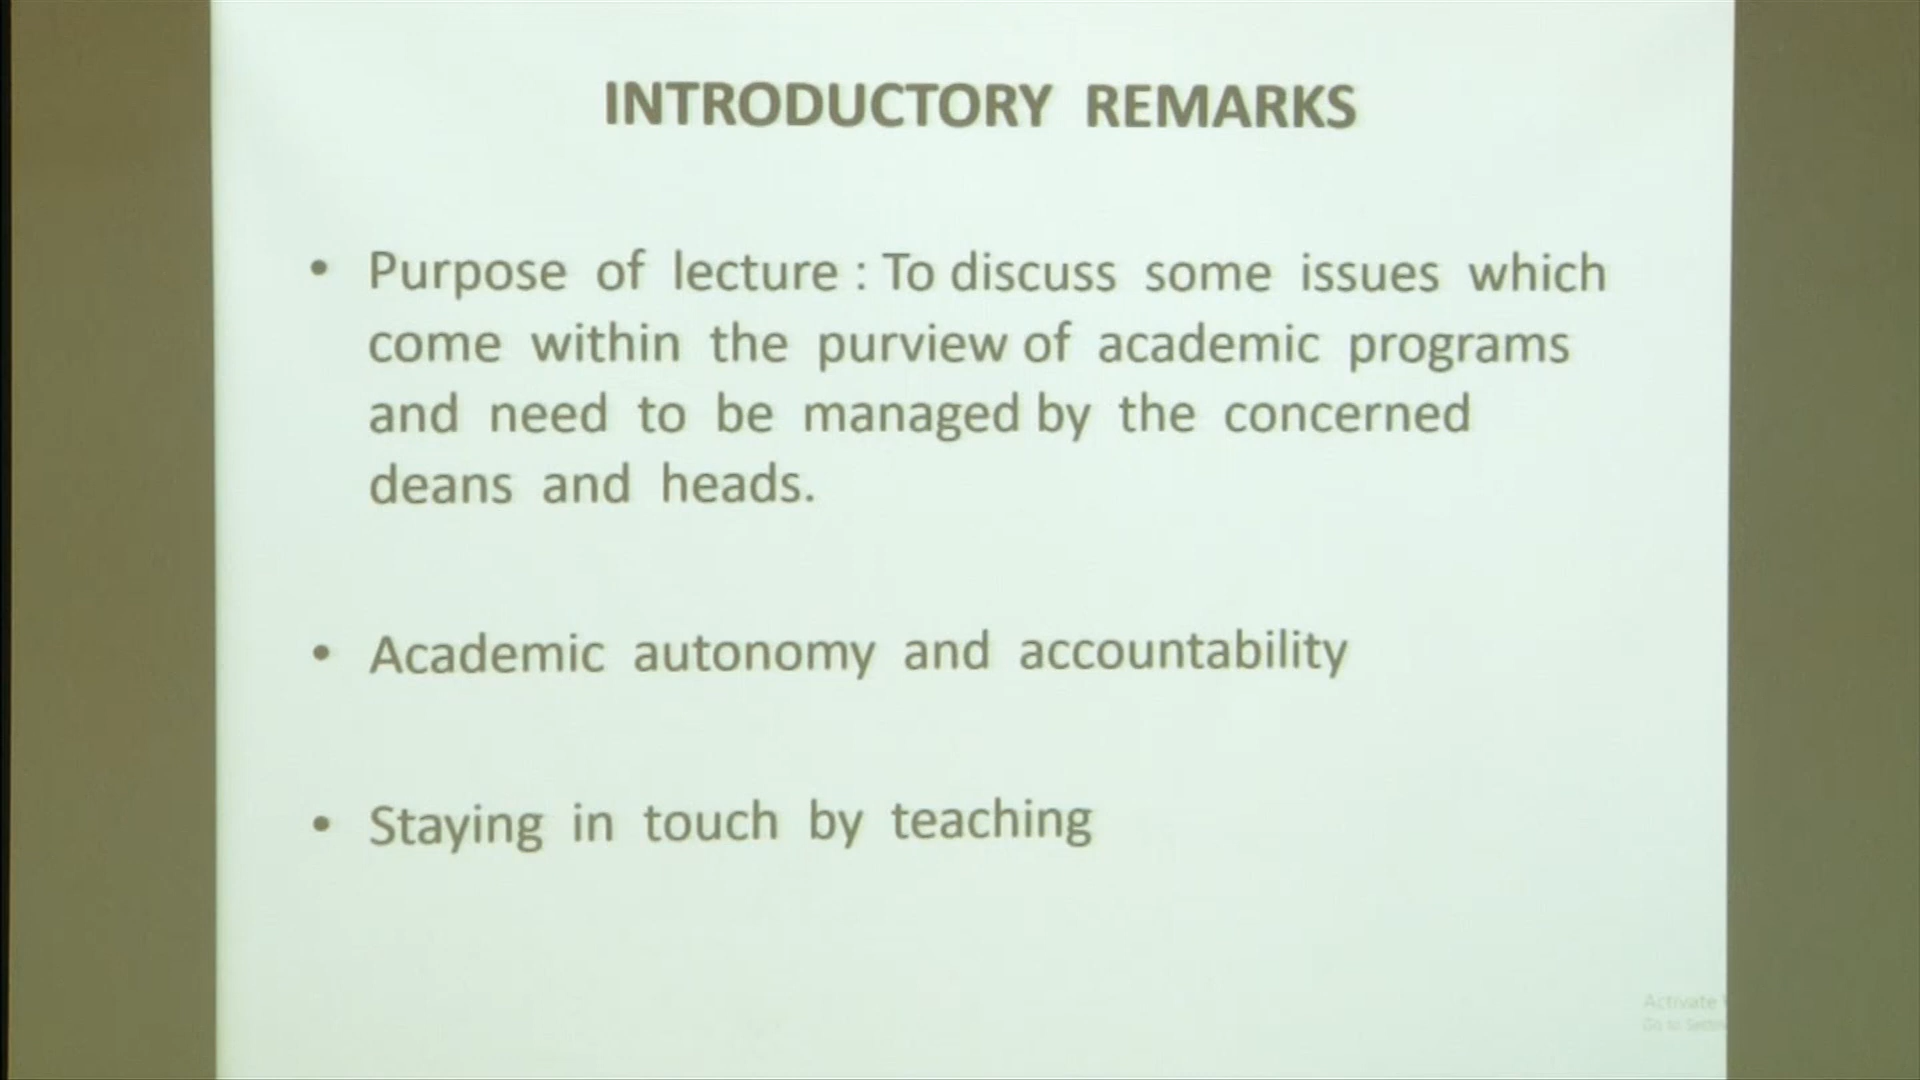 INTRODUCTORY REMARKS
• Purpose of lecture : To discuss some issues which
come within the purview of academic programs
and need to be managed by the concerned
deans and heads.
• Academic autonomy and accountability
• Staying in touch by teaching
Activate
Go to